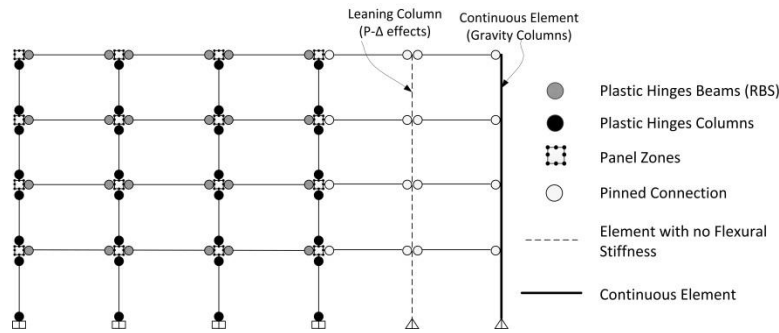 Leaning Column
(P-Δ effects)
Continuous Element
(Gravity Columns)
Plastic Hinges Beams (RBS)
Plastic Hinges Columns
Panel Zones
Pinned Connection
Element with no Flexural
Stiffness
Continuous Element